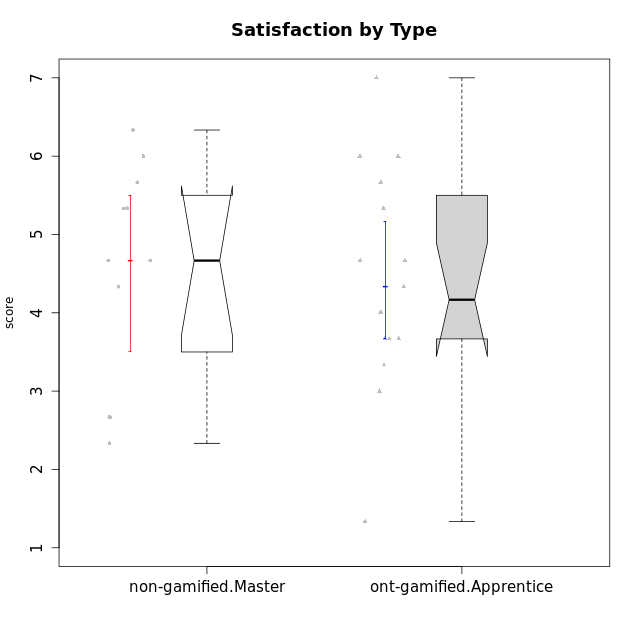 Satisfaction by Type
score
7
6
5
4
3
2
1
non-gamified.Master
ont-gamified.Apprentice